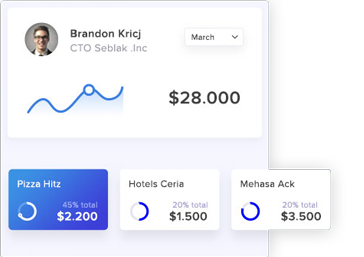 Brandon Kricj
CTO Seblak .Inc
March
$28.000
Pizza Hitz
45% total
$2.200
Hotels Ceria
20% total
$1.500
Mehasa Ack
20% total
$3.500